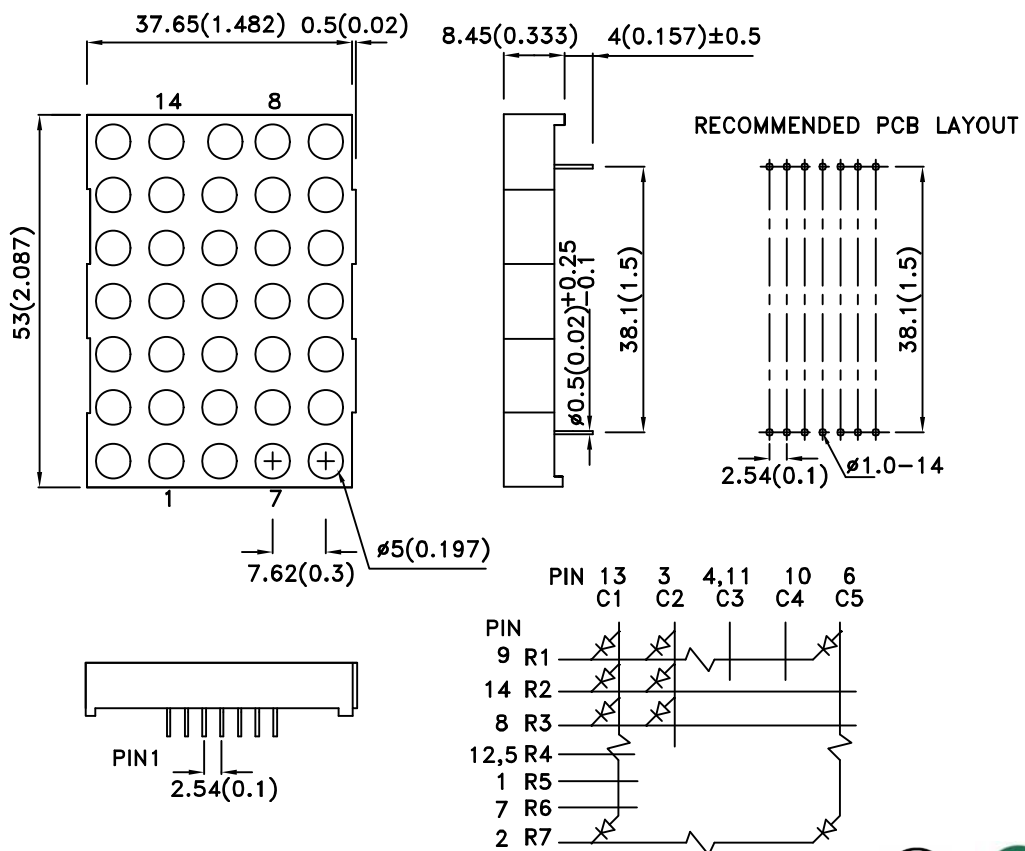 37.65(1.482) 0.5(0.02)
8.45(0.333) 4(0.157)±0.5
14 8
RECOMMENDED PCB LAYOUT
53(2.087)
ø0.5(0.02)+0.25
-0.1
38.1(1.5)
38.1(1.5)
1 7
2.54(0.1)
ø1.0-14
ø5(0.197)
7.62(0.3)
PIN 13 3 4,11 10 6
C1 C2 C3 C4 C5
PIN
9 R1
14 R2
8 R3
12,5 R4
1 R5
7 R6
2 R7
PIN1
2.54(0.1)